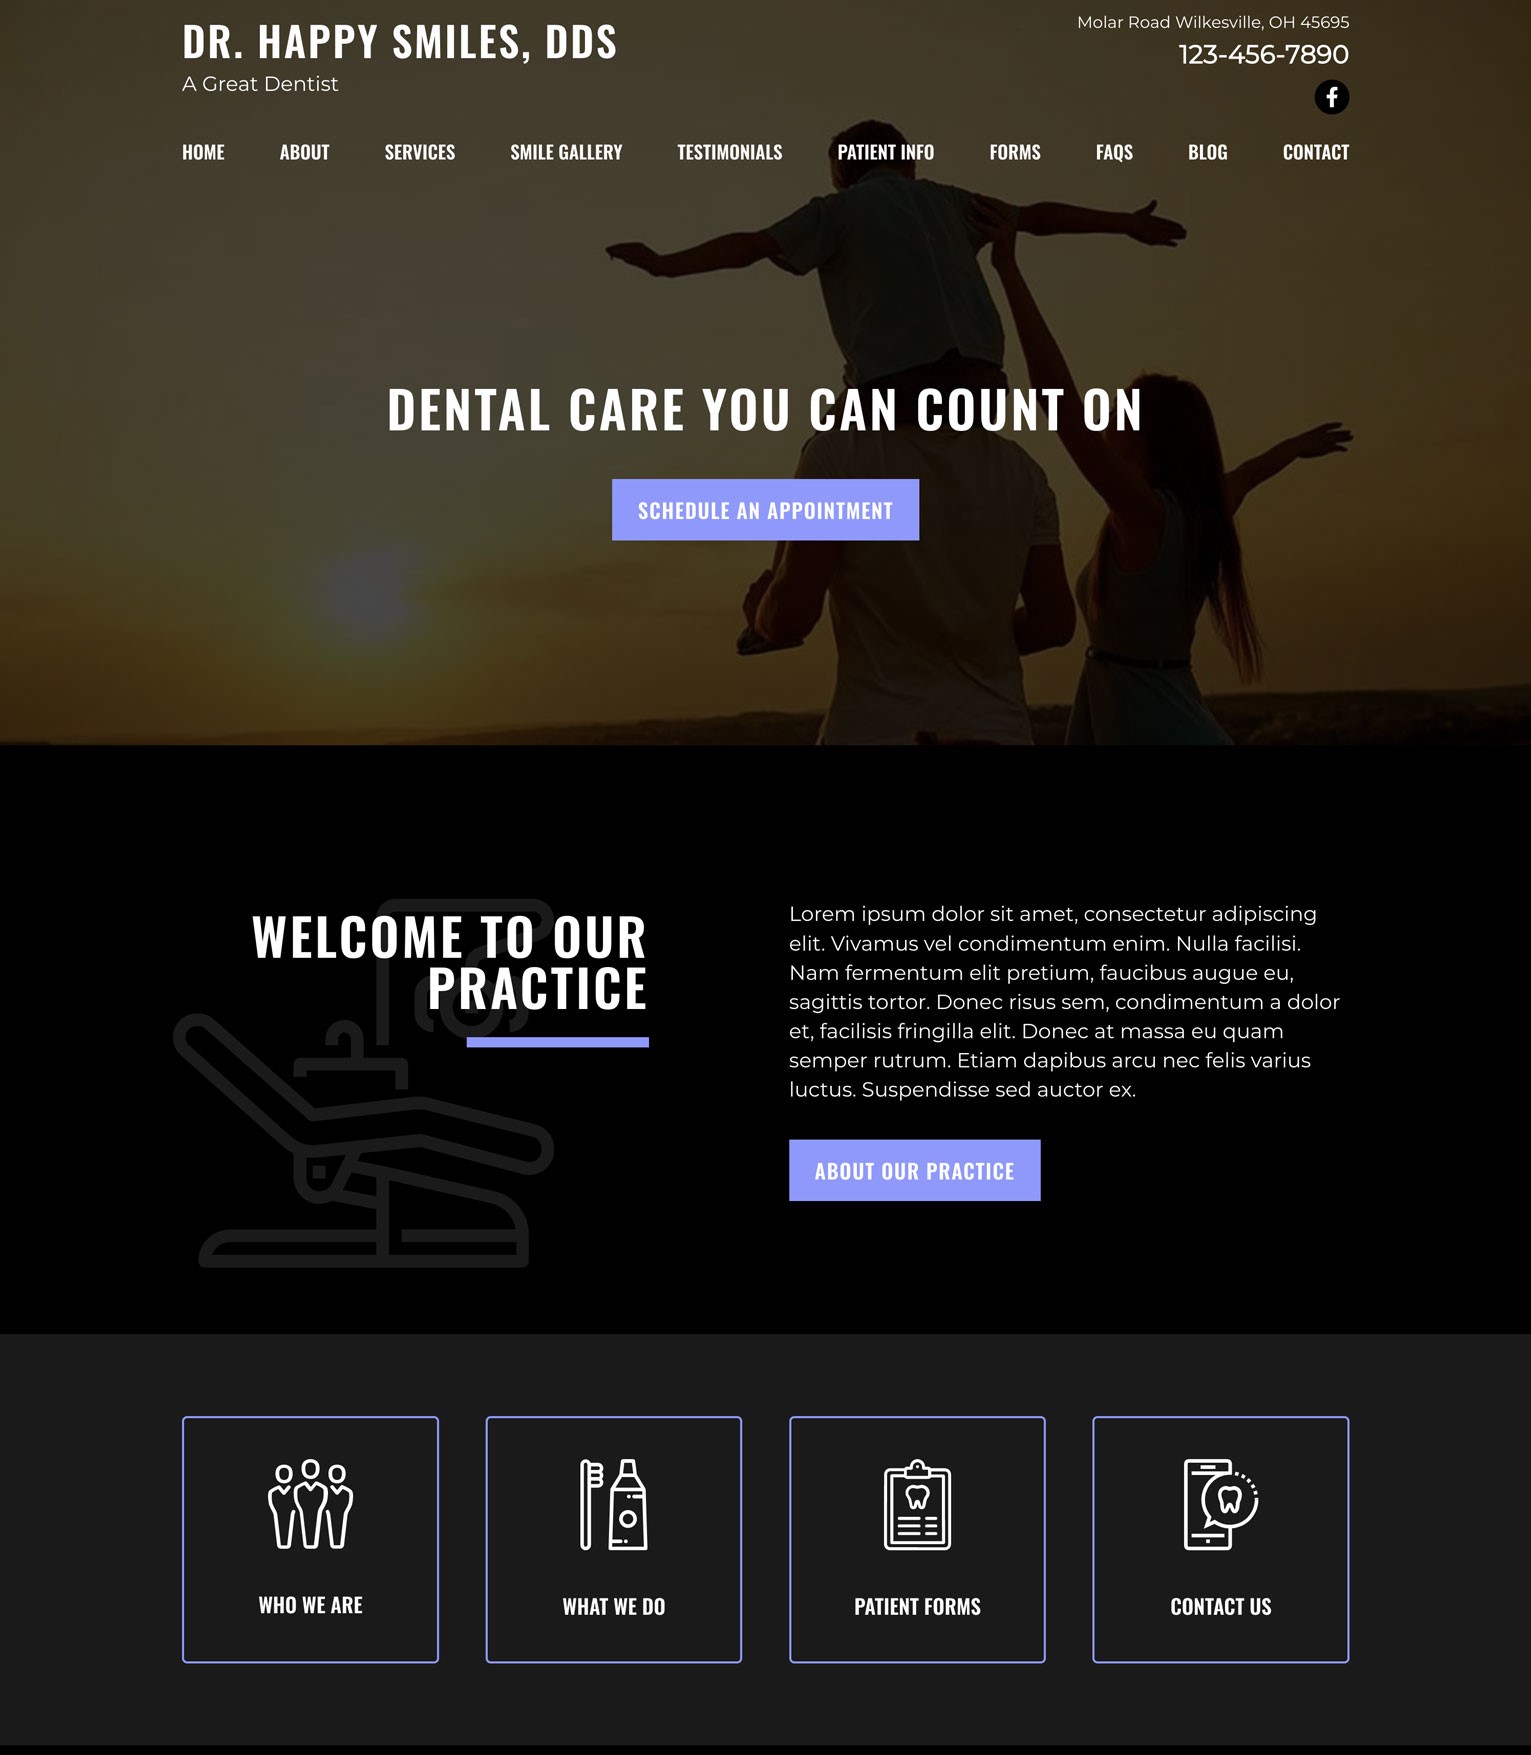 DR. HAPPY SMILES, DDS
A Great Dentist
Molar Road Wilkesville, OH 45695
123-456-7890
HOME ABOUT SERVICES SMILE GALLERY TESTIMONIALS PATIENT INFO FORMS FAQS BLOG CONTACT
DENTAL CARE YOU CAN COUNT ON
SCHEDULE AN APPOINTMENT
WELCOME TO OUR
PRACTICE
Lorem ipsum dolor sit amet, consectetur adipiscing
elit. Vivamus vel condimentum enim. Nulla facilisi.
Nam fermentum elit pretium, faucibus augue eu,
sagittis tortor. Donec risus sem, condimentum a dolor
et, facilisis fringilla elit. Donec at massa eu quam
semper rutrum. Etiam dapibus arcu nec felis varius
luctus. Suspendisse sed auctor ex.
ABOUT OUR PRACTICE
WHO WE ARE
WHAT WE DO
PATIENT FORMS
CONTACT US